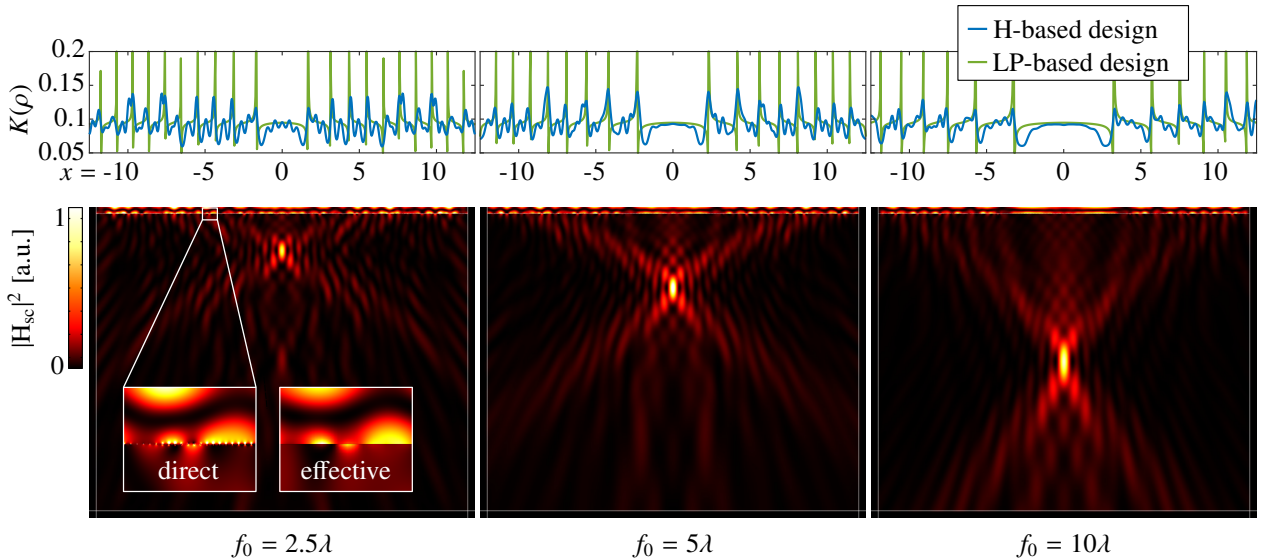 H-based design
LP-based design
K(ρ)
0.2
0.15
0.1
0.05
x = -10 -5 0 5 10
-10 -5 0 5 10
-10 -5 0 5 10
|H_sc|^2 [a.u.]
1
0
direct
effective
f_0 = 2.5λ
f_0 = 5λ
f_0 = 10λ